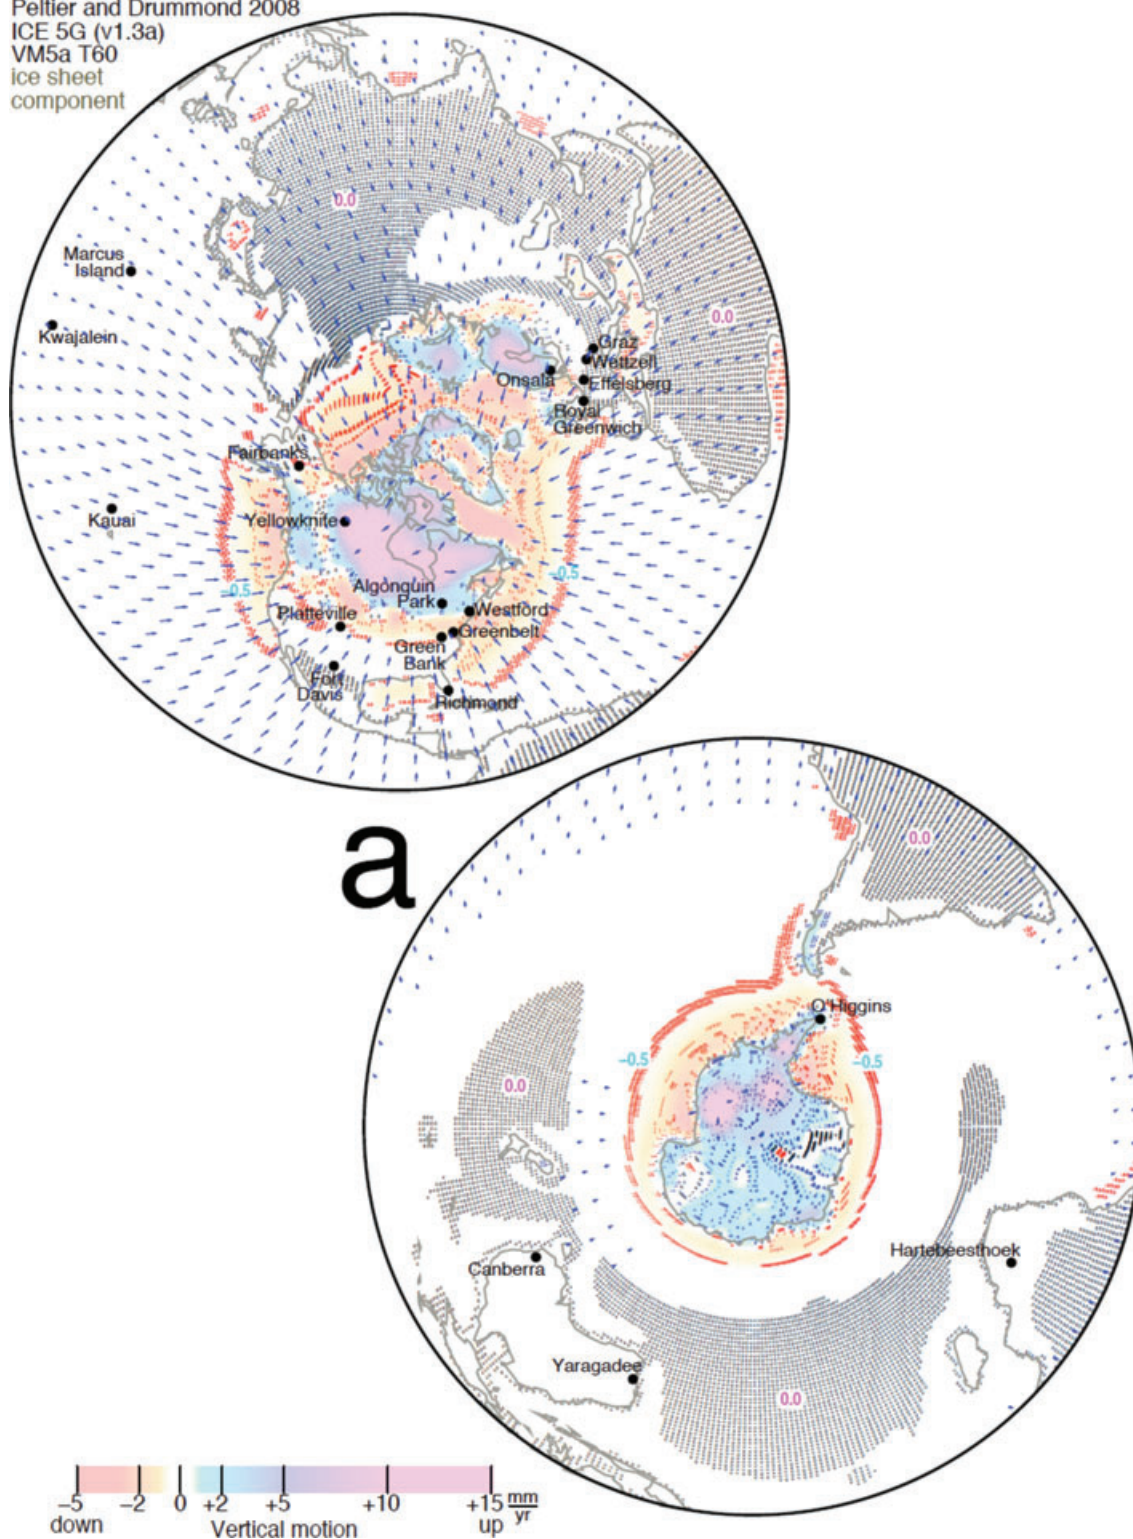 Peltier and Drummond 2008
ICE 5G (v1.3a)
VM5a T60
ice sheet
component
0.0
Marcus
Island
Kwajalein
0.0
Graz
Wettzell
Onsala
Effelsberg
Royal
Greenwich
Fairbanks
Kauai
Yellowknife
-0.5
-0.5
Algonquin
Park
Westford
Platteville
Greenbelt
Green
Bank
Fort
Davis
Richmond
a
0.0
O'Higgins
-0.5
-0.5
0.0
Hartebeesthoek
Canberra
Yaragadee
0.0
-5 -2 0 +2 +5 +10 +15 mm
yr
down Vertical motion up